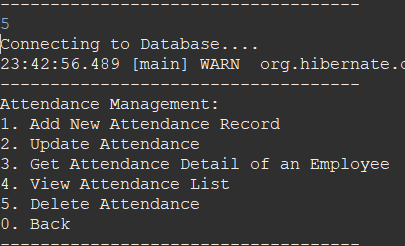 ------------------------------------
5
Connecting to Database....
23:42:56.489 [main] WARN  org.hibernate.
------------------------------------
Attendance Management:
1. Add New Attendance Record
2. Update Attendance
3. Get Attendance Detail of an Employee
4. View Attendance List
5. Delete Attendance
0. Back
------------------------------------